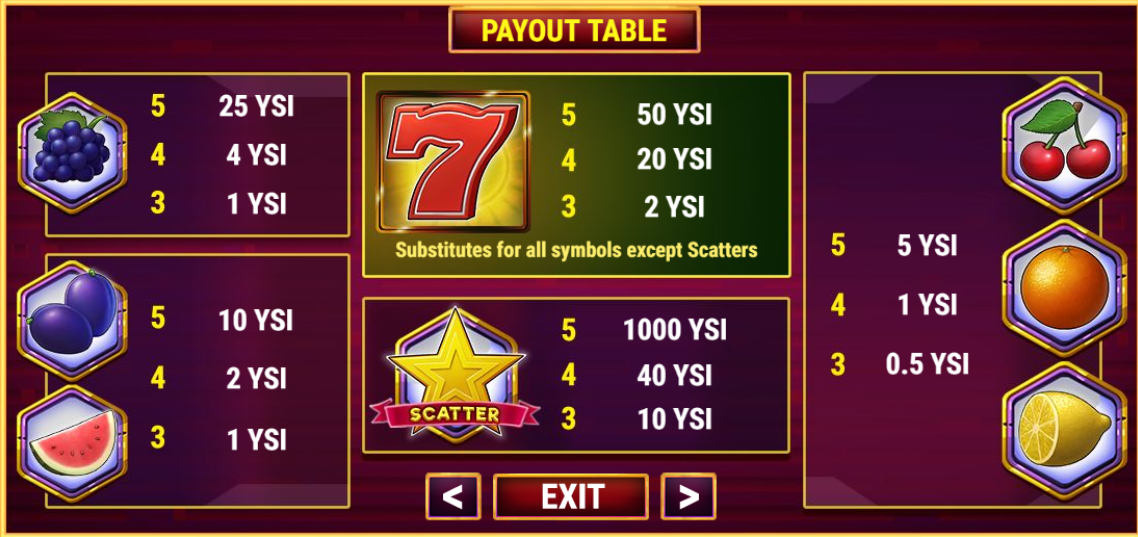 PAYOUT TABLE
5 25 YSI
4 4 YSI
3 1 YSI
5 10 YSI
4 2 YSI
3 1 YSI
7
5 50 YSI
4 20 YSI
3 2 YSI
Substitutes for all symbols except Scatters
SCATTER
5 1000 YSI
4 40 YSI
3 10 YSI
5 5 YSI
4 1 YSI
3 0.5 YSI
< EXIT >